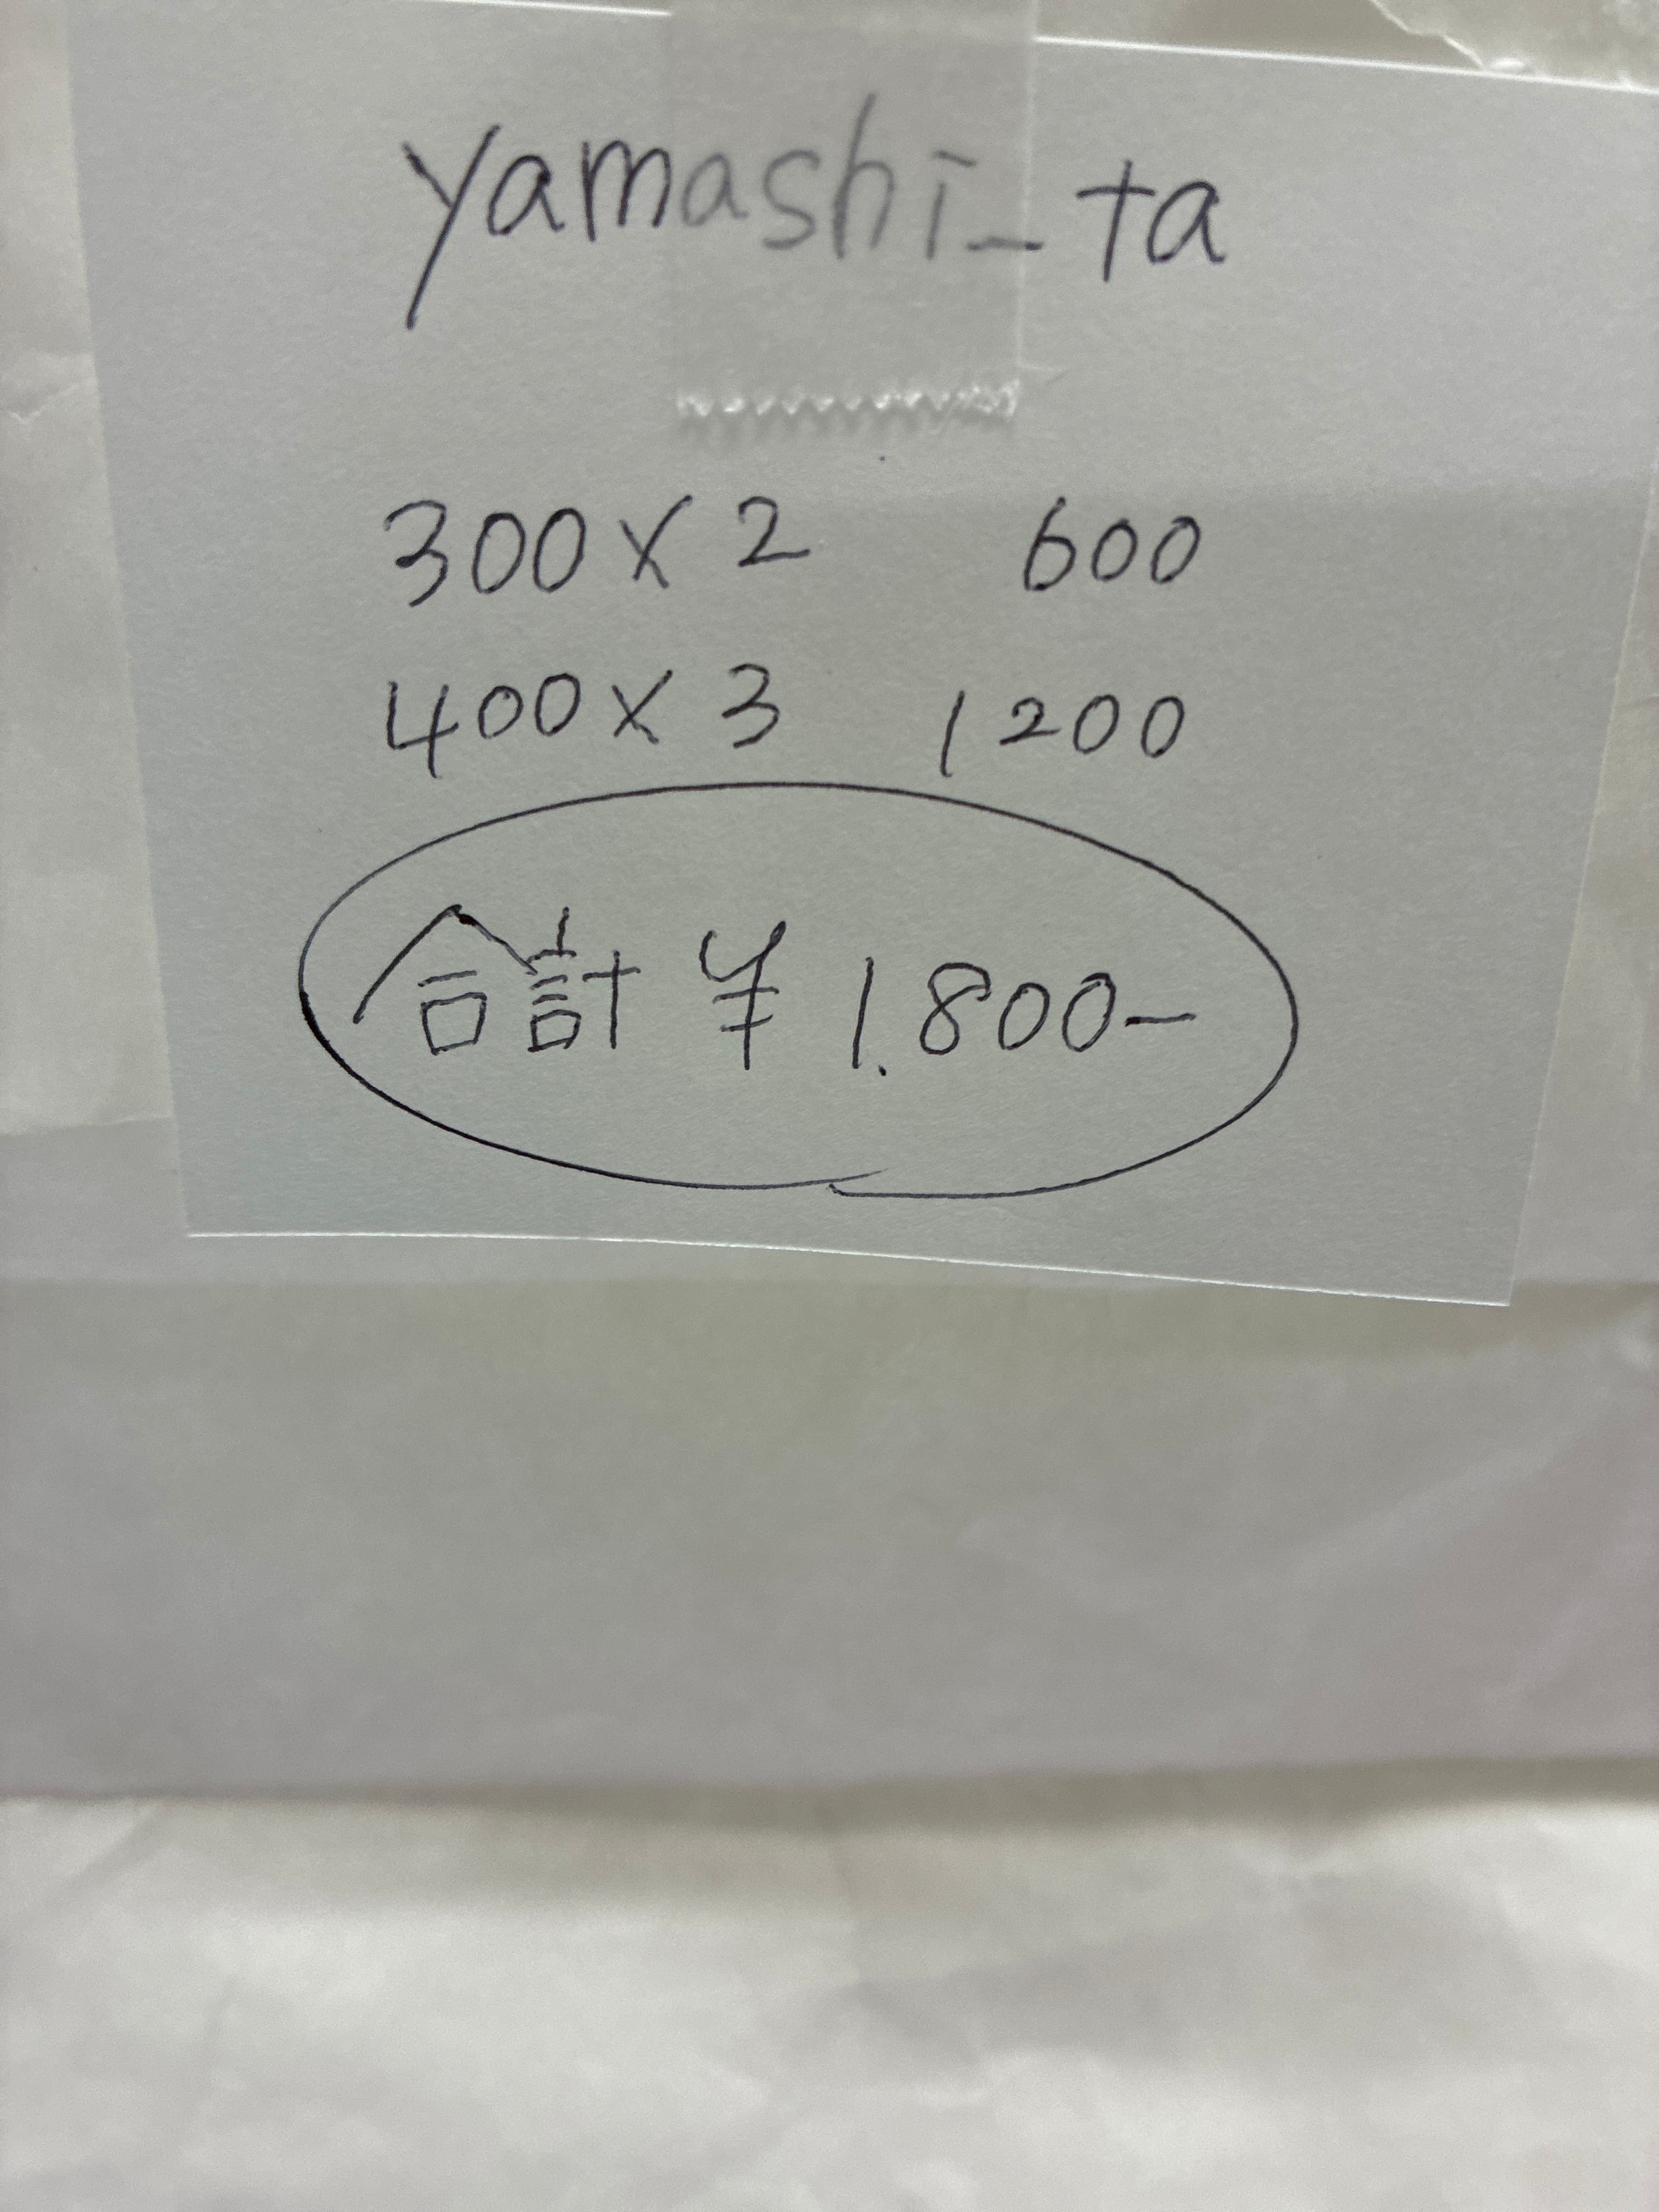 yamashi_ta
300 x 2 600
400 x 3 1200
合計 ¥ 1.800-